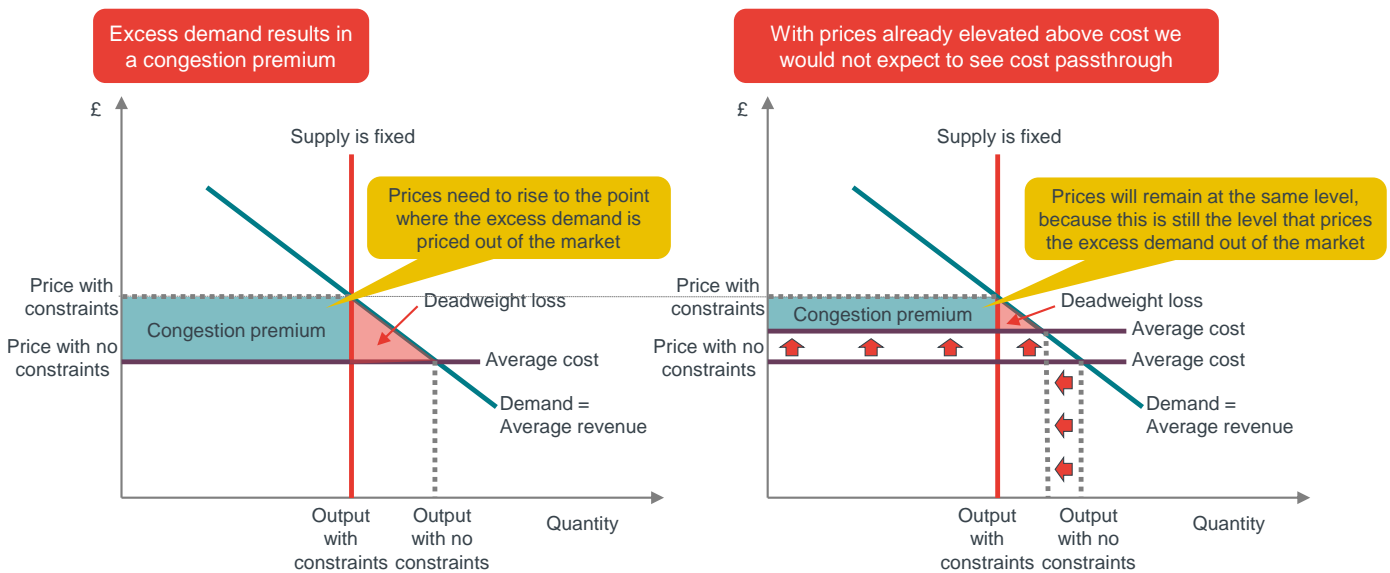 Excess demand results in
a congestion premium
£
Supply is fixed
Prices need to rise to the point
where the excess demand is
priced out of the market
Price with
constraints
Deadweight loss
Congestion premium
Price with no
constraints
Average cost
Demand =
Average revenue
Output
with
constraints
Output
with no
constraints
Quantity
With prices already elevated above cost we
would not expect to see cost passthrough
£
Supply is fixed
Prices will remain at the same level,
because this is still the level that prices
the excess demand out of the market
Price with
constraints
Deadweight loss
Congestion premium
Average cost
Price with no
constraints
Average cost
Demand =
Average revenue
Output
with
constraints
Output
with no
constraints
Quantity